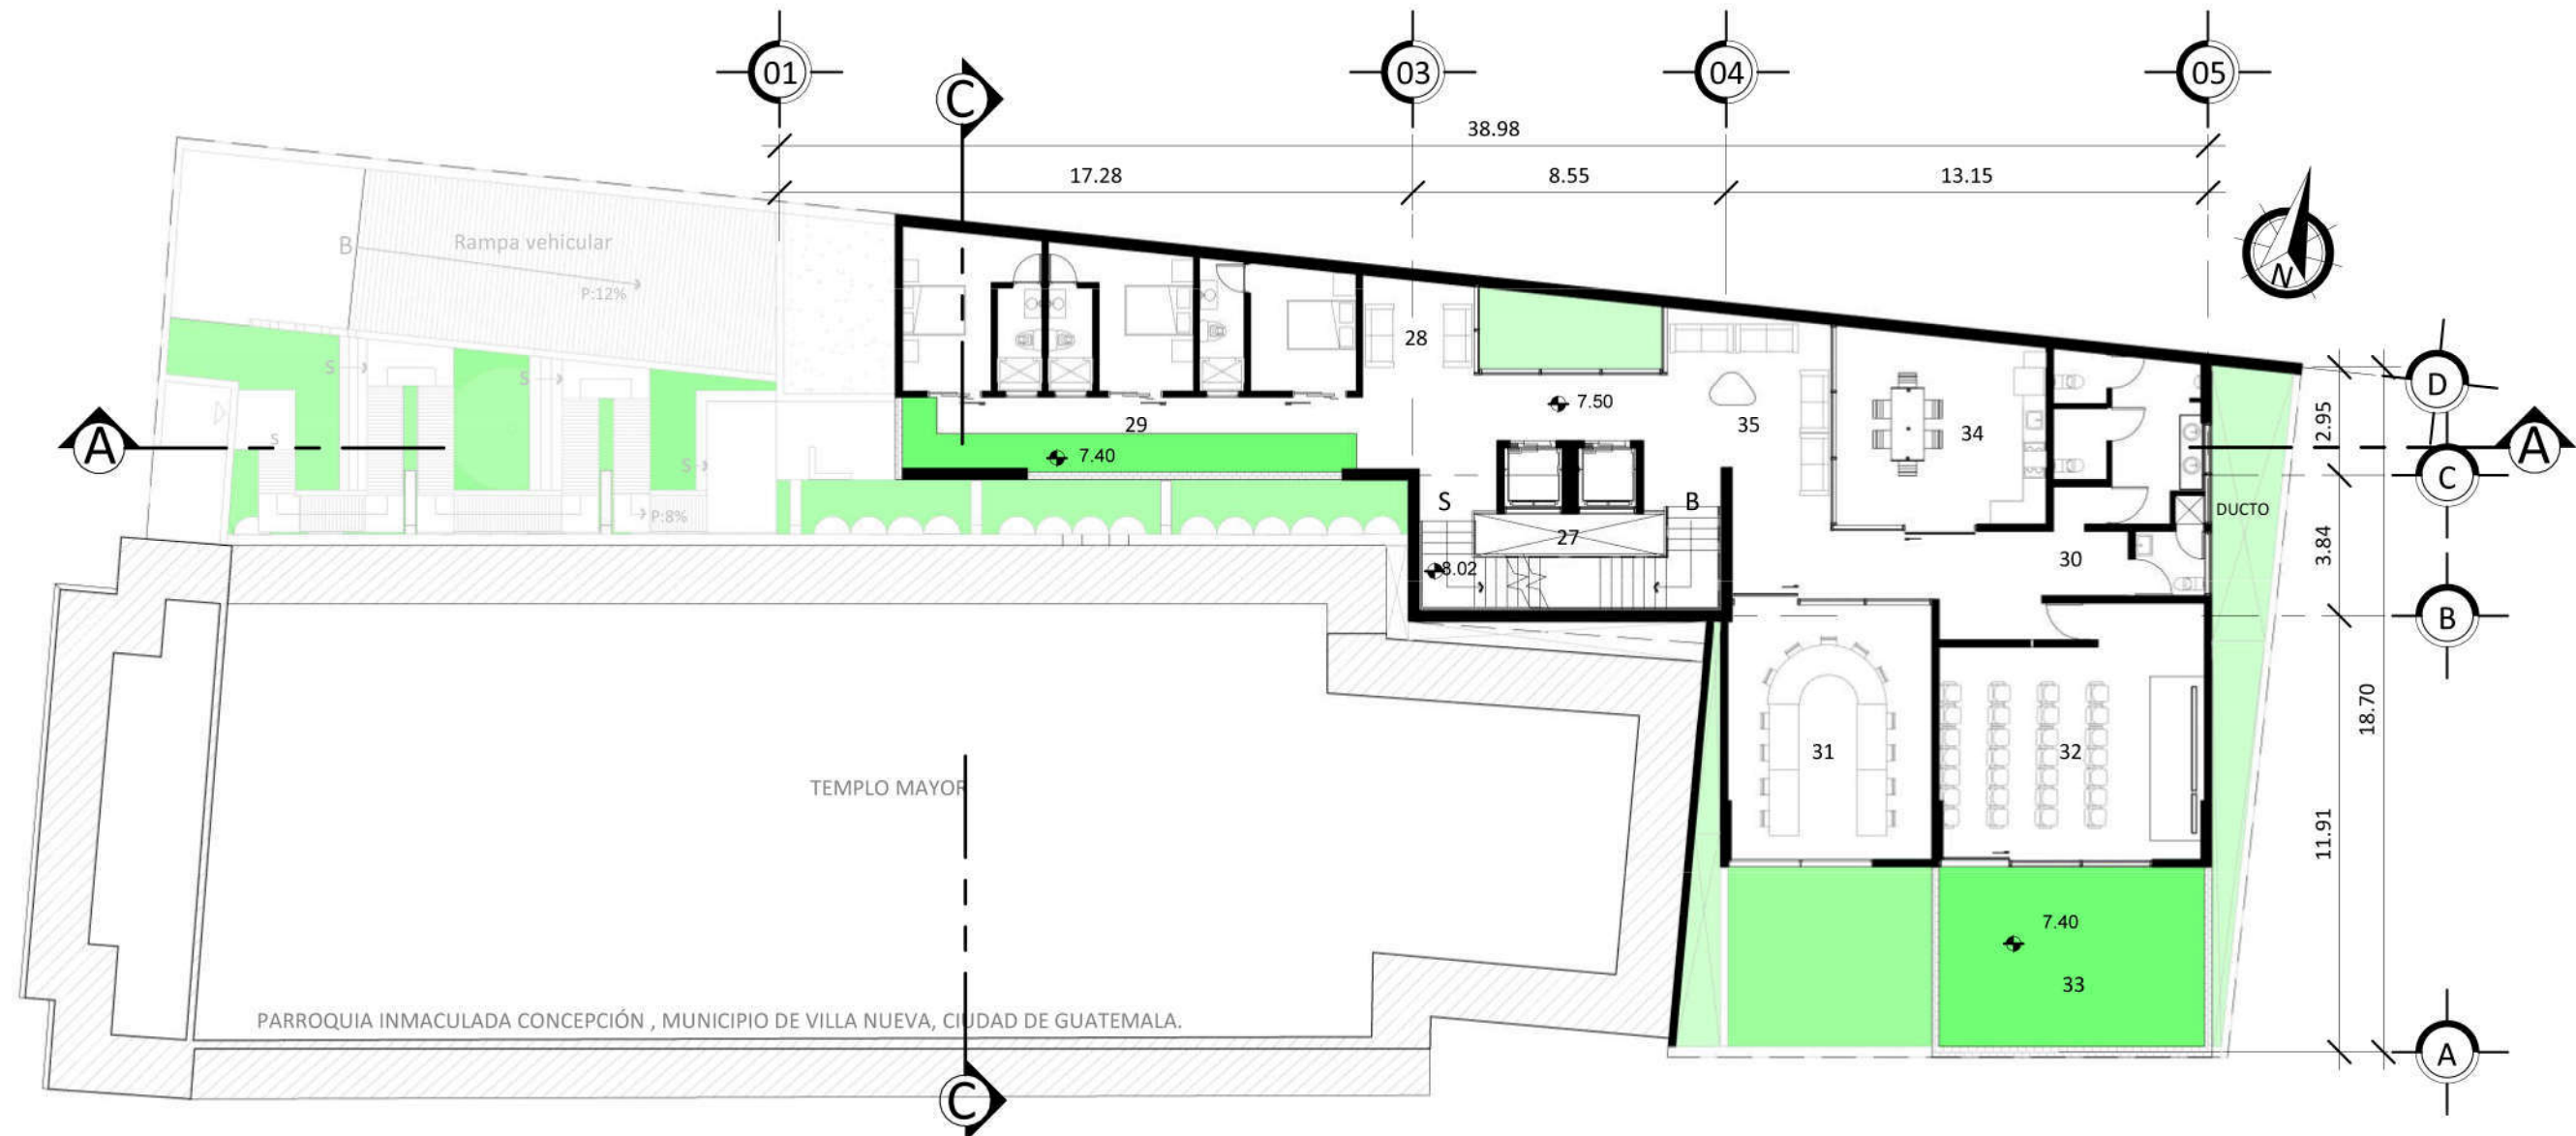 01
03
04
05
C
38.98
17.28
8.55
13.15
N
B
Rampa vehicular
P:12%
S
S
S
S
P:8%
28
7.50
29
7.40
35
34
D
A
A
2.95
C
S
B
27
8.02
DUCTO
30
3.84
B
31
32
18.70
11.91
TEMPLO MAYOR
7.40
33
PARROQUIA INMACULADA CONCEPCIÓN , MUNICIPIO DE VILLA NUEVA, CIUDAD DE GUATEMALA.
A
C